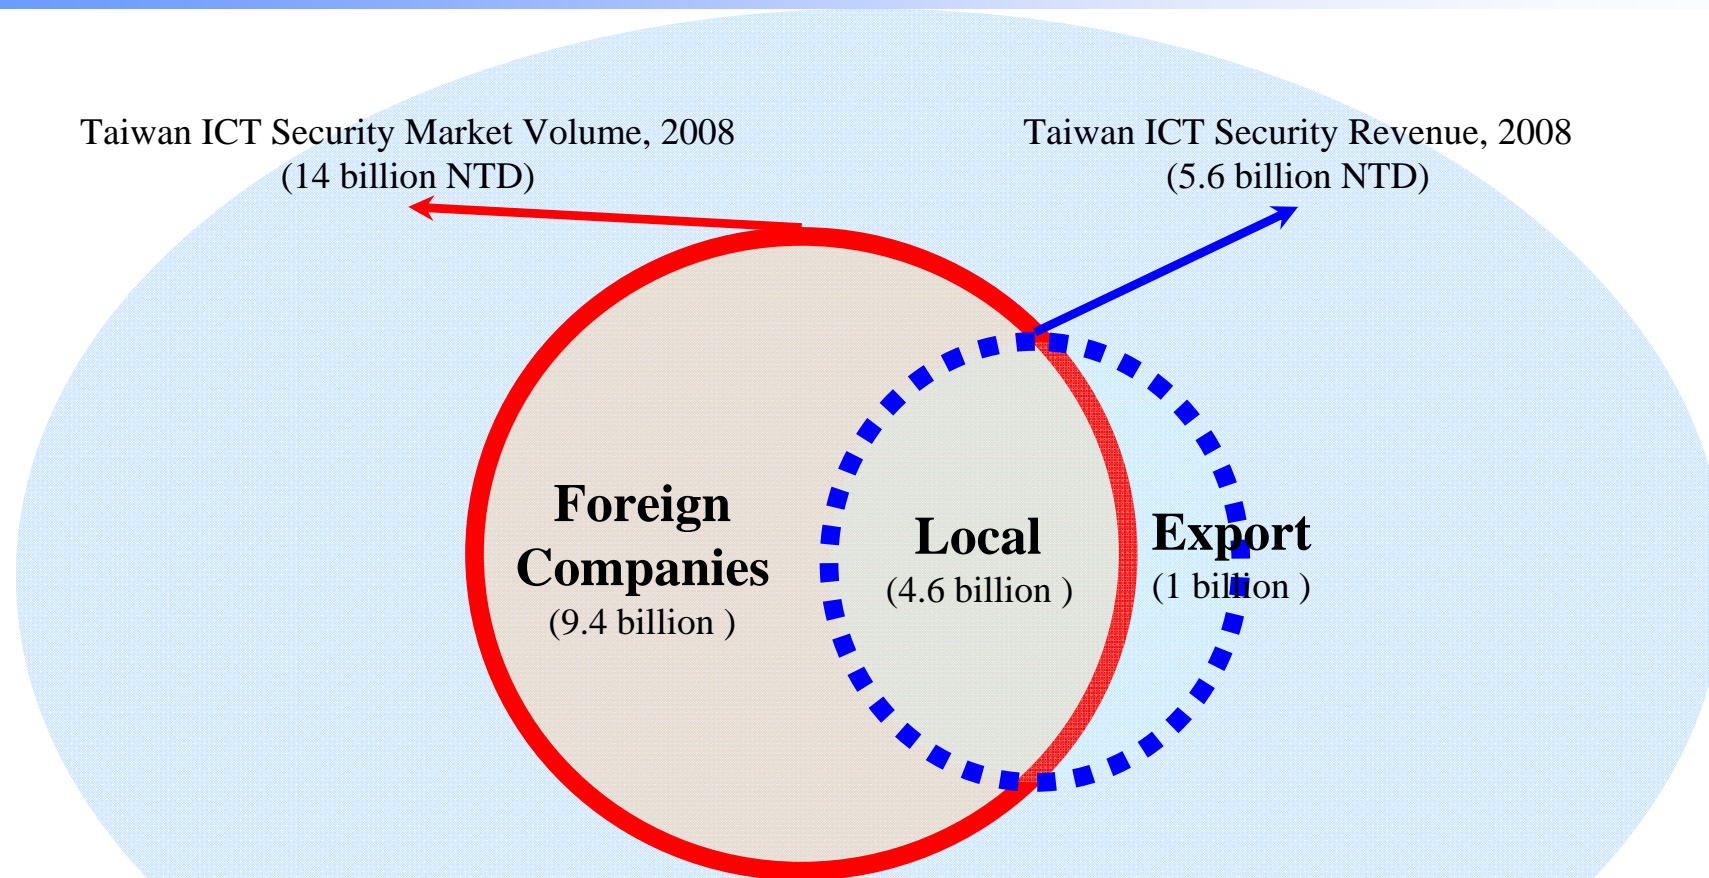 Taiwan ICT Security Market Volume, 2008
(14 billion NTD)
Taiwan ICT Security Revenue, 2008
(5.6 billion NTD)
Foreign
Companies
(9.4 billion )
Local
(4.6 billion )
Export
(1 billion )